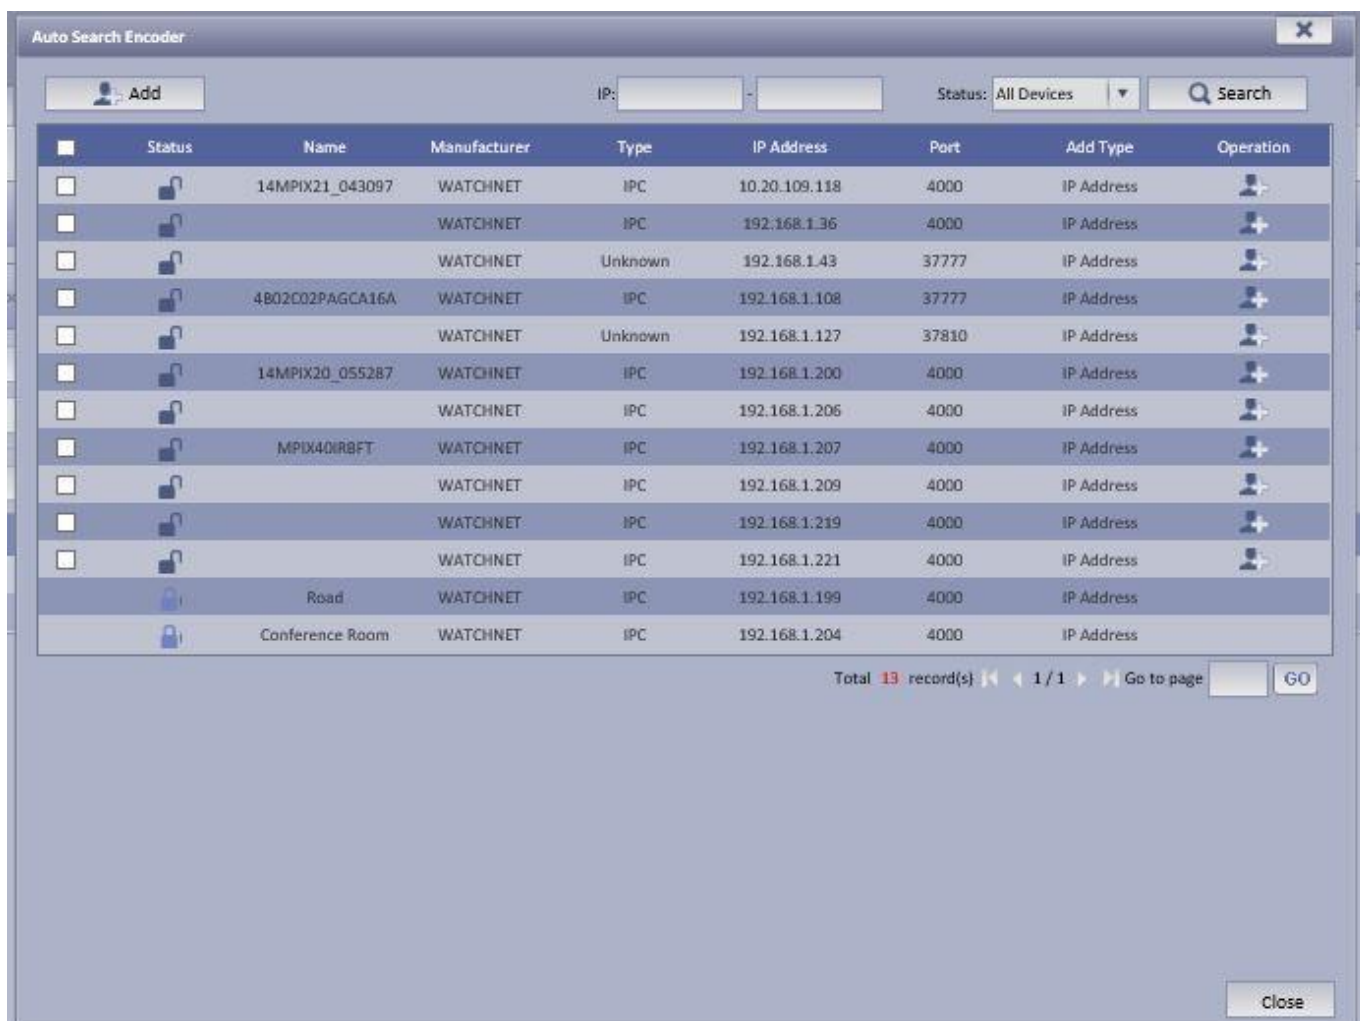 Auto Search Encoder
Add IP: - Status: All Devices Search
Status Name Manufacturer Type IP Address Port Add Type Operation
14MPIX21_043097 WATCHNET IPC 10.20.109.118 4000 IP Address
WATCHNET IPC 192.168.1.36 4000 IP Address
WATCHNET Unknown 192.168.1.43 37777 IP Address
4B02C02PAGCA16A WATCHNET IPC 192.168.1.108 37777 IP Address
WATCHNET Unknown 192.168.1.127 37810 IP Address
14MPIX20_055287 WATCHNET IPC 192.168.1.200 4000 IP Address
WATCHNET IPC 192.168.1.206 4000 IP Address
MPIX40IRBFT WATCHNET IPC 192.168.1.207 4000 IP Address
WATCHNET IPC 192.168.1.209 4000 IP Address
WATCHNET IPC 192.168.1.219 4000 IP Address
WATCHNET IPC 192.168.1.221 4000 IP Address
Road WATCHNET IPC 192.168.1.199 4000 IP Address
Conference Room WATCHNET IPC 192.168.1.204 4000 IP Address
Total 13 record(s) 1 / 1 Go to page GO
Close